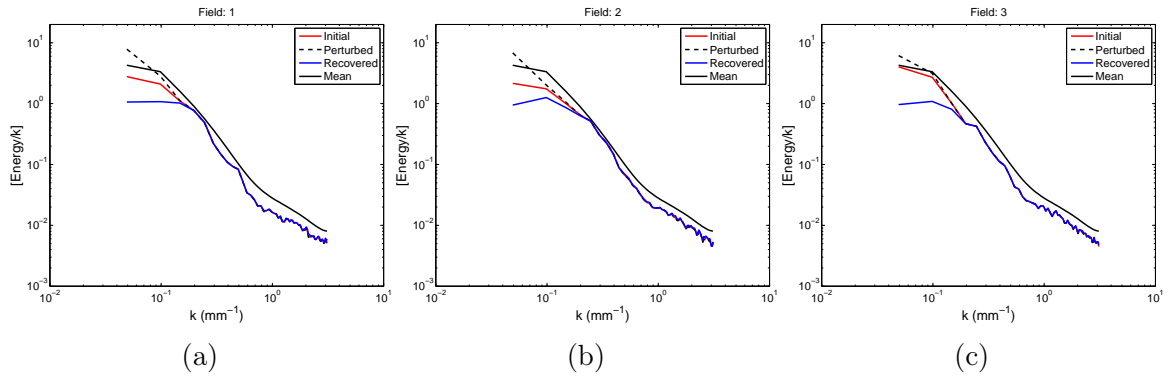 Field: 1
10^1
10^0
10^-1
10^-2
10^-3
[Energy/k]
10^-2
10^-1
10^0
10^1
k (mm^-1)
Initial
Perturbed
Recovered
Mean
(a)
Field: 2
10^1
10^0
10^-1
10^-2
10^-3
[Energy/k]
10^-2
10^-1
10^0
10^1
k (mm^-1)
Initial
Perturbed
Recovered
Mean
(b)
Field: 3
10^1
10^0
10^-1
10^-2
10^-3
[Energy/k]
10^-2
10^-1
10^0
10^1
k (mm^-1)
Initial
Perturbed
Recovered
Mean
(c)